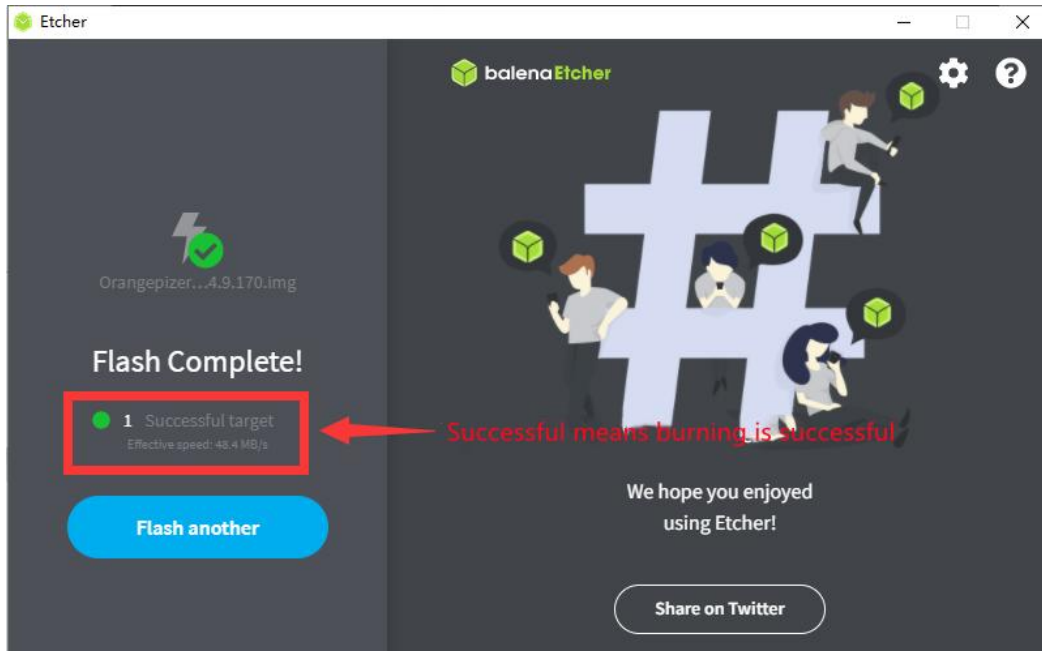 Etcher
balenaEtcher
Orangepizer...4.9.170.img
Flash Complete!
1 Successful target
Effective speed: 48.4 MB/s
Successful means burning is successful
Flash another
We hope you enjoyed
using Etcher!
Share on Twitter